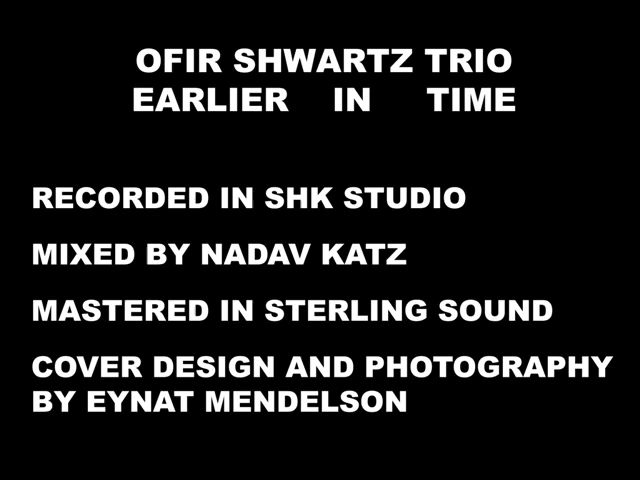 OFIR SHWARTZ TRIO
EARLIER IN TIME
RECORDED IN SHK STUDIO
MIXED BY NADAV KATZ
MASTERED IN STERLING SOUND
COVER DESIGN AND PHOTOGRAPHY
BY EYNAT MENDELSON